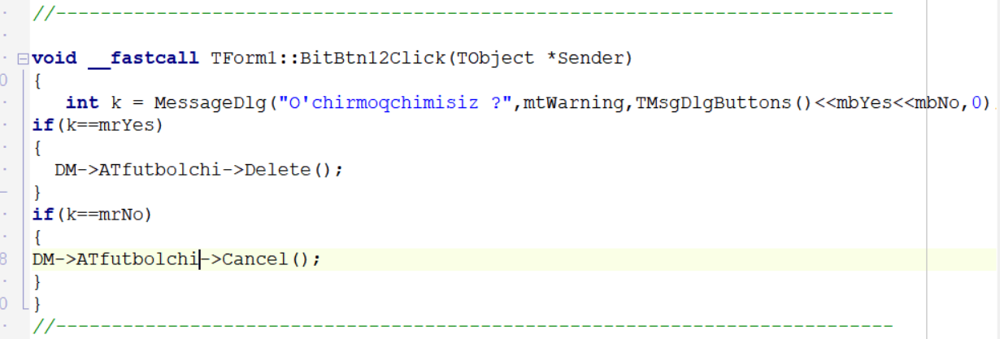 //--------------------------------------------------------------------------
void __fastcall TForm1::BitBtn12Click(TObject *Sender)
{
int k = MessageDlg("O'chirmoqchimisiz ?",mtWarning,TMsgDlgButtons()<<mbYes<<mbNo,0)
if(k==mrYes)
{
DM->ATfutbolchi->Delete();
}
if(k==mrNo)
{
DM->ATfutbolchi->Cancel();
}
}
//--------------------------------------------------------------------------